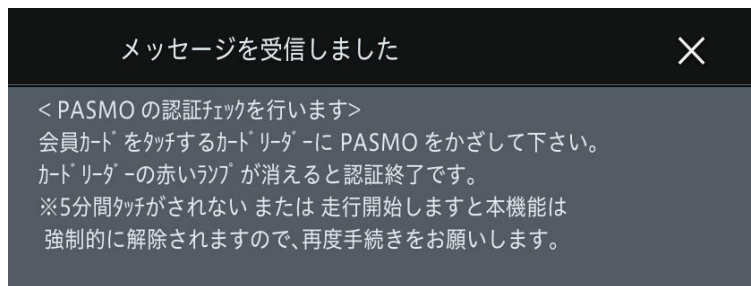 メッセージを受信しました
< PASMO の認証ﾁｪｯｸを行います>
会員ｶｰﾄﾞをﾀｯﾁするｶｰﾄﾞﾘｰﾀﾞｰに PASMO をかざして下さい。
ｶｰﾄﾞﾘｰﾀﾞｰの赤いﾗﾝﾌﾟが消えると認証終了です。
※5分間ﾀｯﾁがされない または 走行開始しますと本機能は
強制的に解除されますので、再度手続きをお願いします。